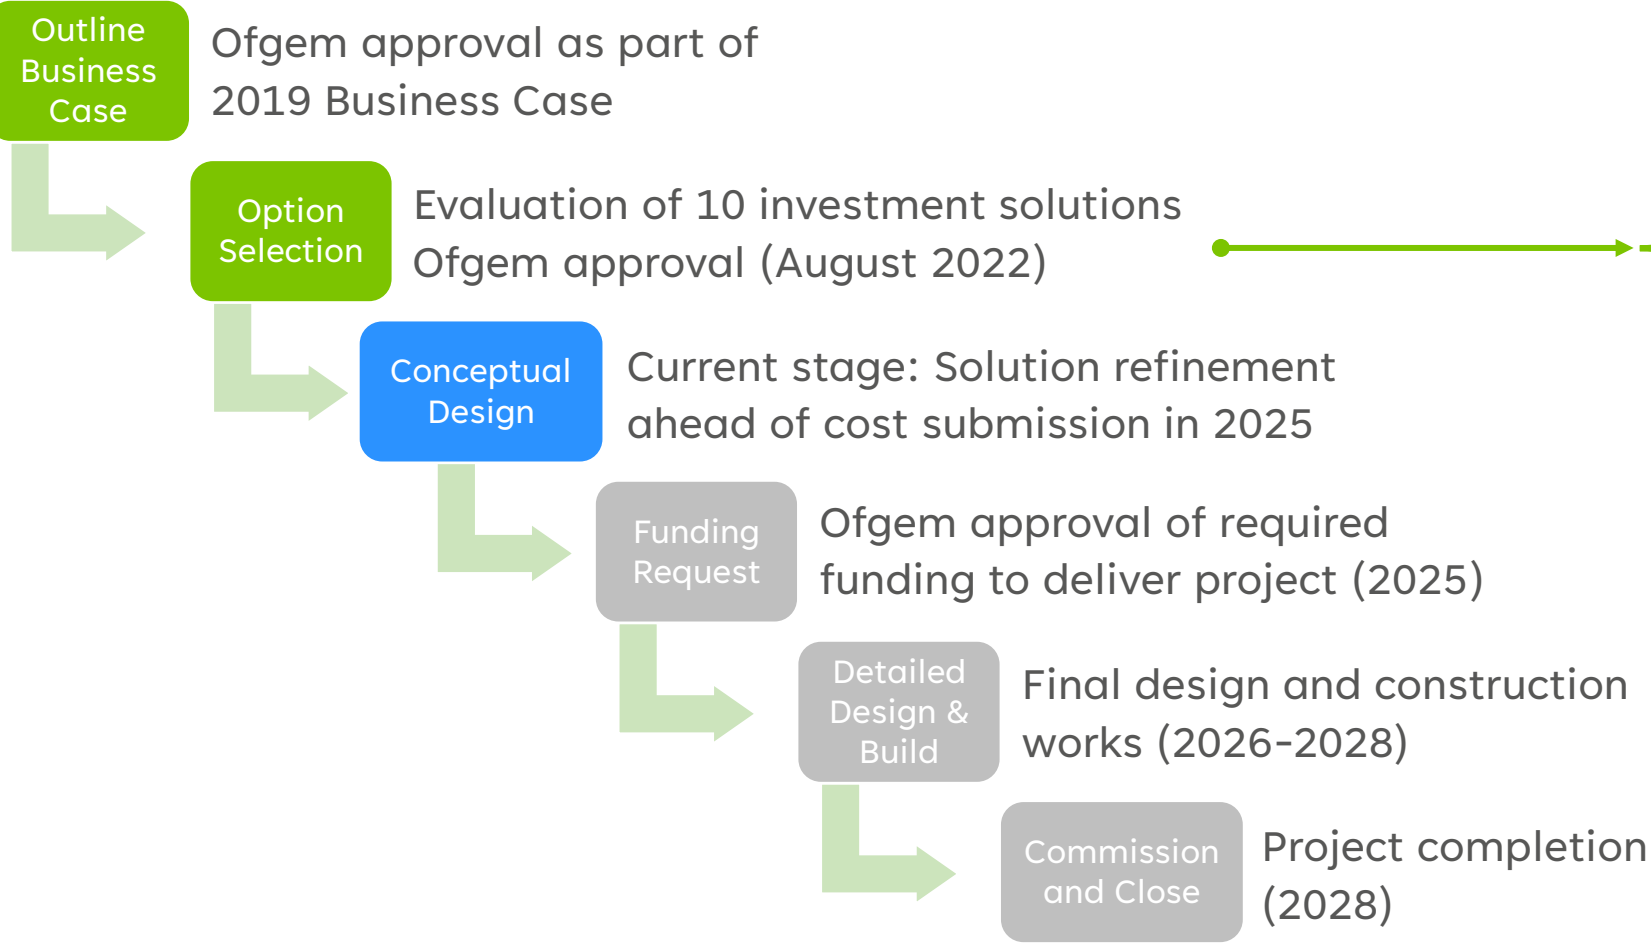 Outline
Business
Case
Ofgem approval as part of
2019 Business Case
Option
Selection
Evaluation of 10 investment solutions
Ofgem approval (August 2022)
Conceptual
Design
Current stage: Solution refinement
ahead of cost submission in 2025
Funding
Request
Ofgem approval of required
funding to deliver project (2025)
Detailed
Design &
Build
Final design and construction
works (2026-2028)
Commission
and Close
Project completion
(2028)